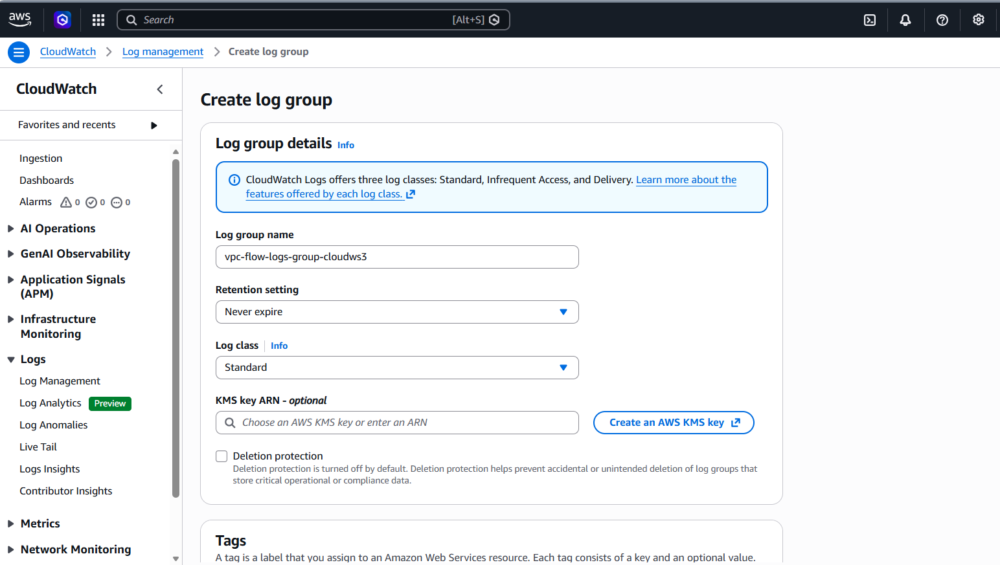 aws
Search [Alt+S]
CloudWatch > Log management > Create log group
CloudWatch
Favorites and recents
Ingestion
Dashboards
Alarms 0 0 0
AI Operations
GenAI Observability
Application Signals
(APM)
Infrastructure
Monitoring
Logs
Log Management
Log Analytics Preview
Log Anomalies
Live Tail
Logs Insights
Contributor Insights
Metrics
Network Monitoring
Create log group
Log group details Info
CloudWatch Logs offers three log classes: Standard, Infrequent Access, and Delivery. Learn more about the
features offered by each log class.
Log group name
vpc-flow-logs-group-cloudws3
Retention setting
Never expire
Log class Info
Standard
KMS key ARN - optional
Choose an AWS KMS key or enter an ARN
Create an AWS KMS key
Deletion protection
Deletion protection is turned off by default. Deletion protection helps prevent accidental or unintended deletion of log groups that
store critical operational or compliance data.
Tags
A tag is a label that you assign to an Amazon Web Services resource. Each tag consists of a key and an optional value.